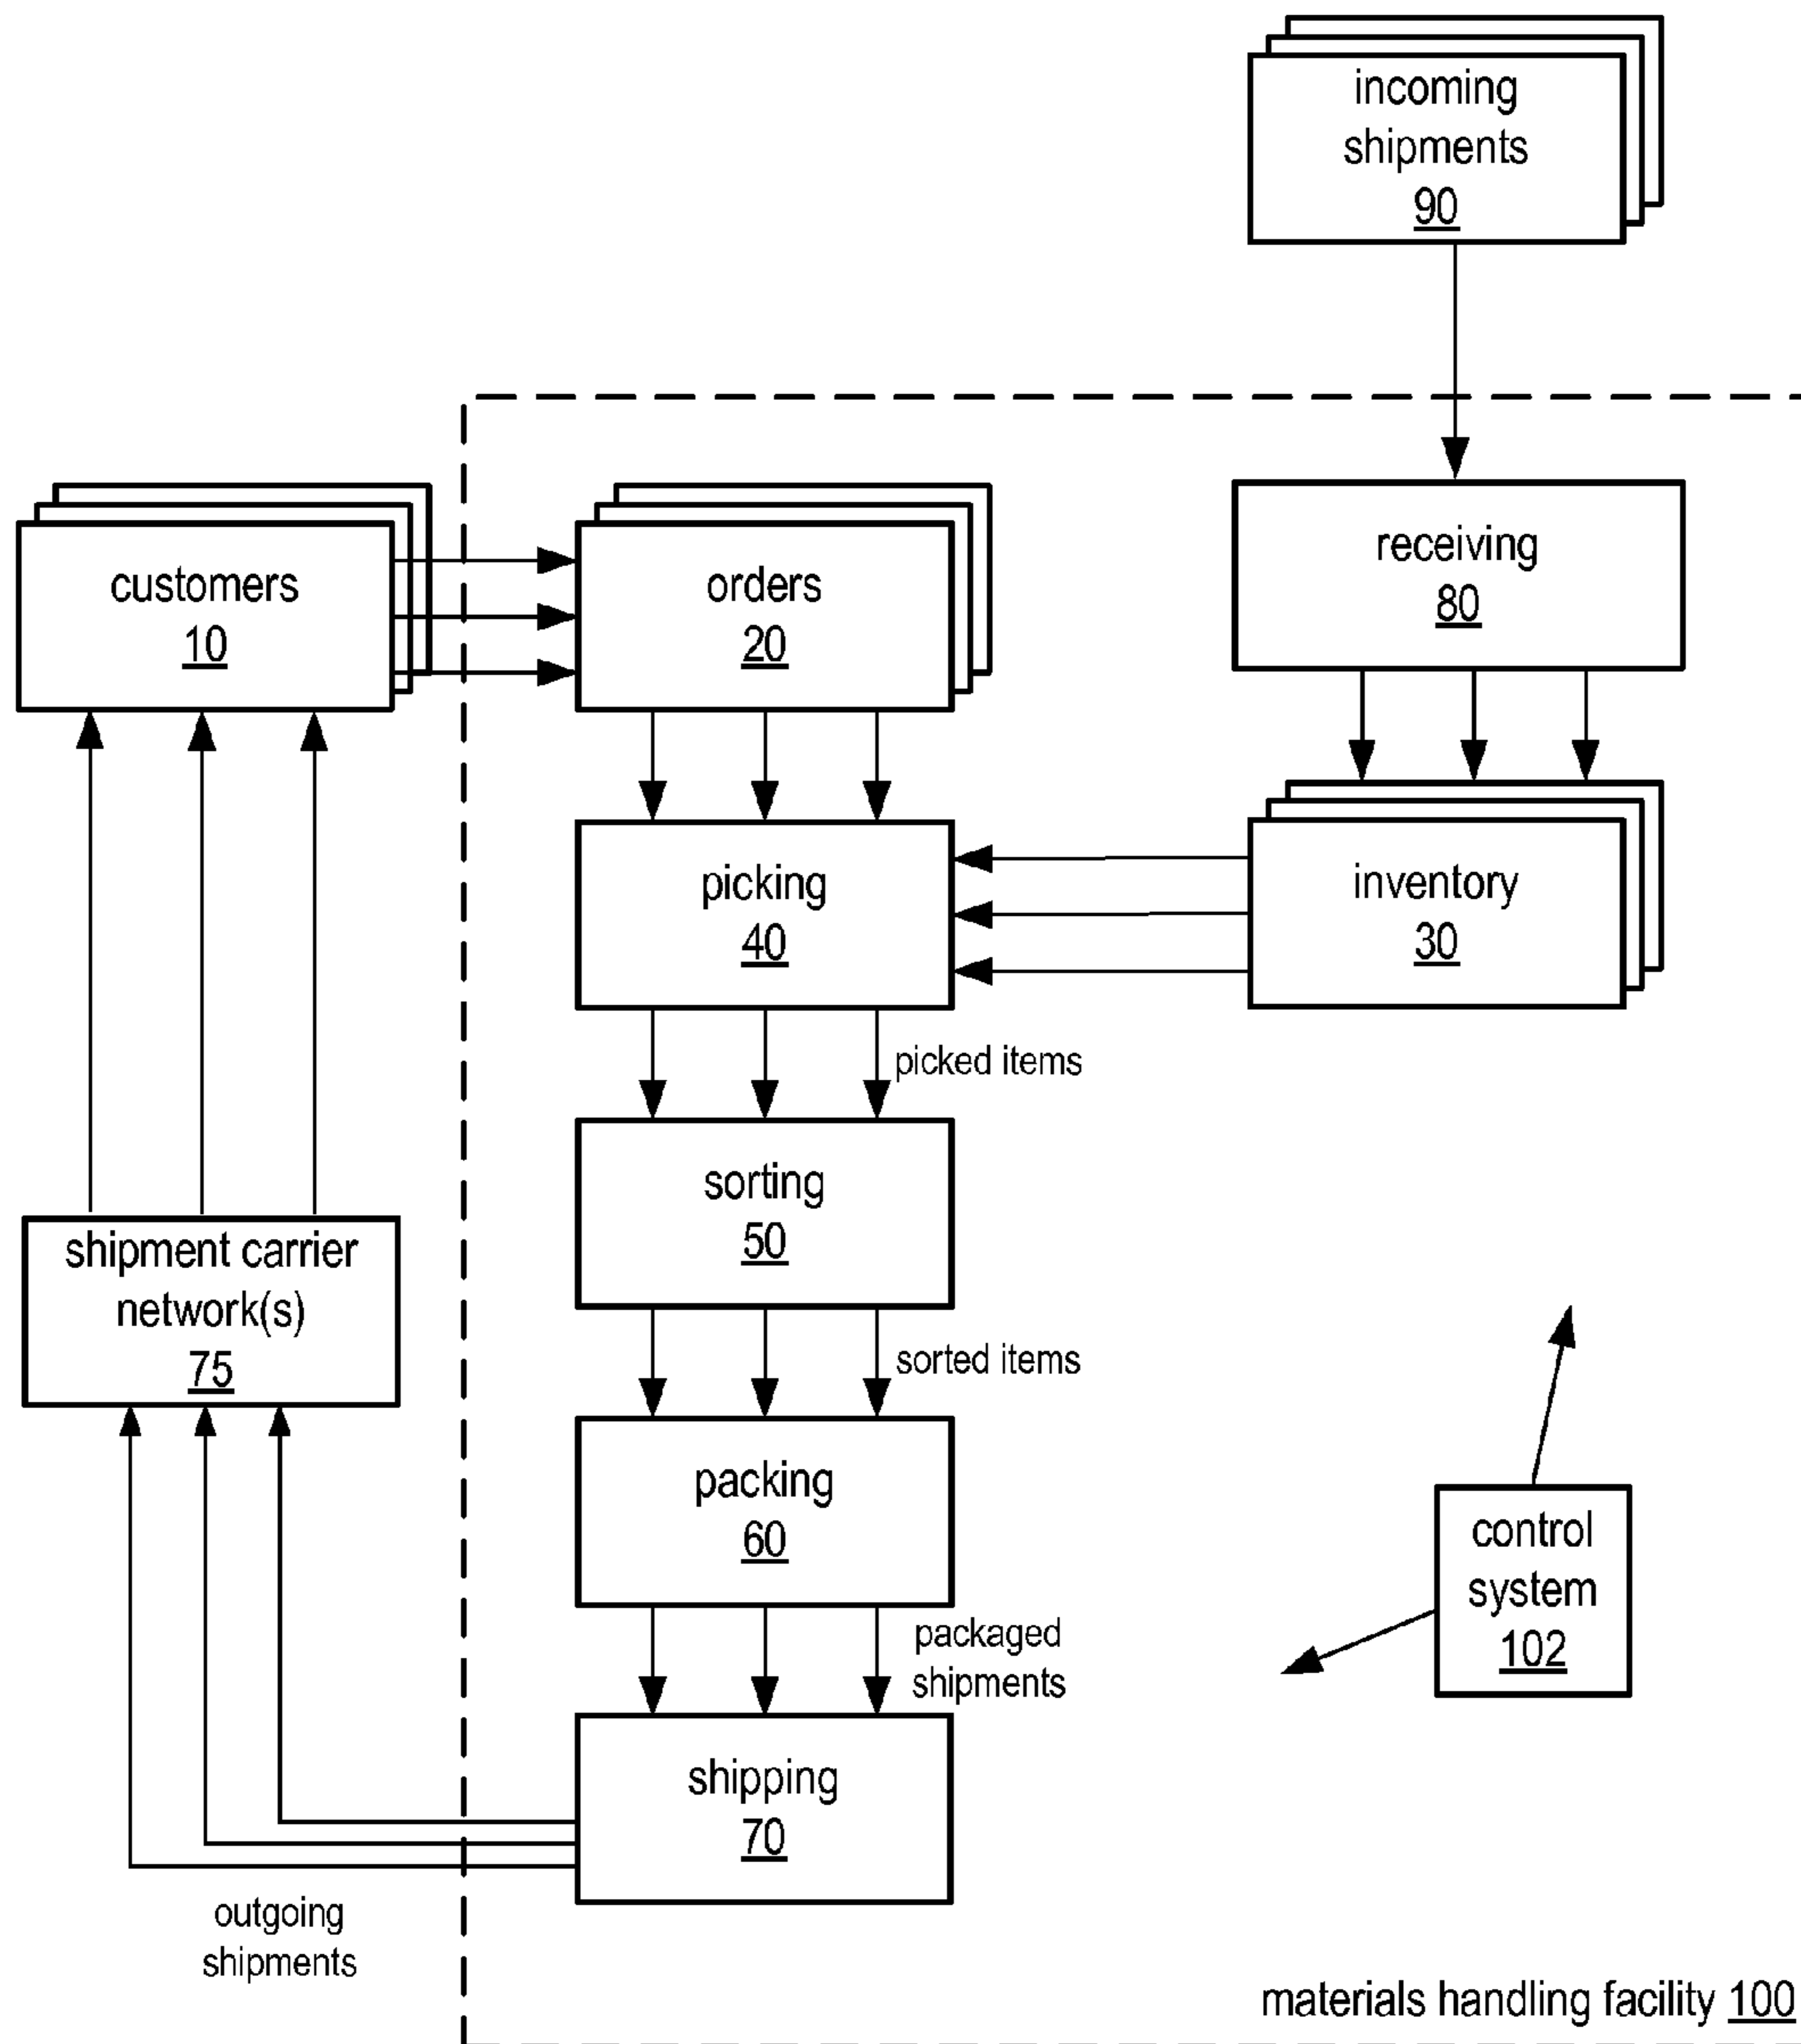 incoming
shipments
90
customers
10
orders
20
receiving
80
picking
40
inventory
30
picked items
sorting
50
shipment carrier
network(s)
75
sorted items
packing
60
control
system
102
packaged
shipments
shipping
70
outgoing
shipments
materials handling facility 100